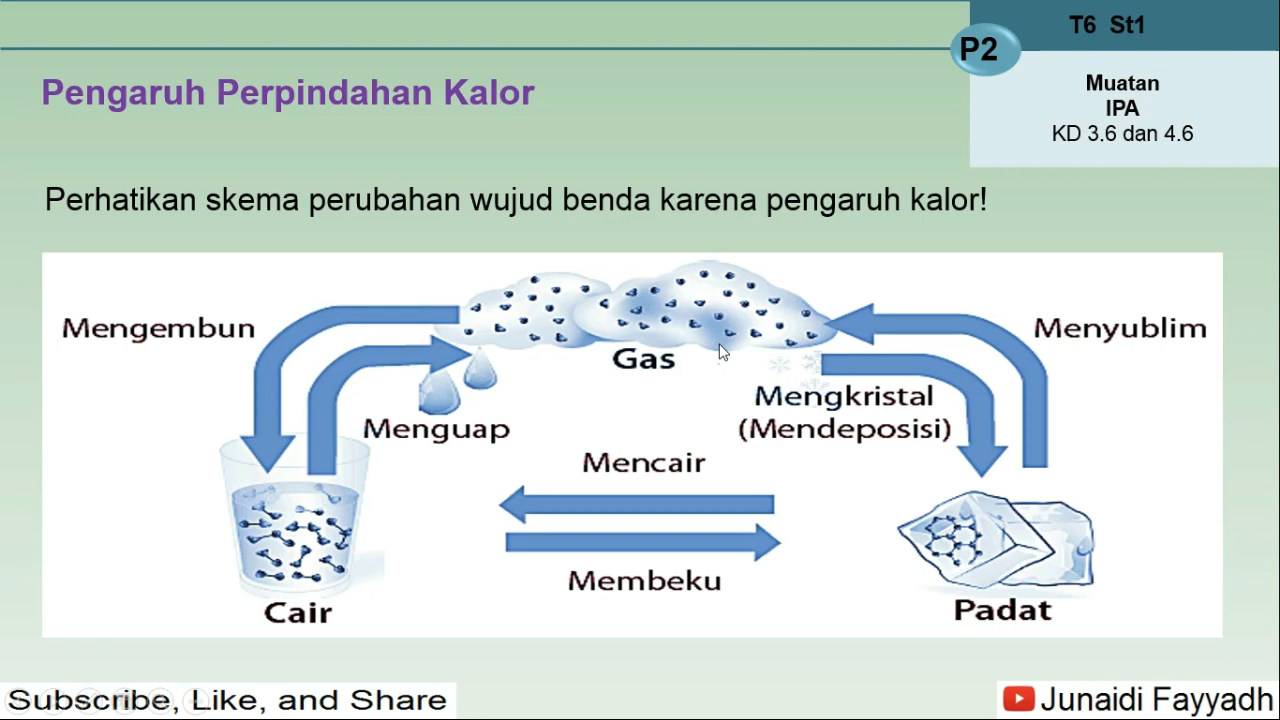 T6 St1
P2
Muatan
IPA
KD 3.6 dan 4.6
Pengaruh Perpindahan Kalor
Perhatikan skema perubahan wujud benda karena pengaruh kalor!
Mengembun
Menyublim
Gas
Mengkristal
(Mendeposisi)
Menguap
Mencair
Membeku
Cair
Padat
Subscribe, Like, and Share
Junaidi Fayyadh